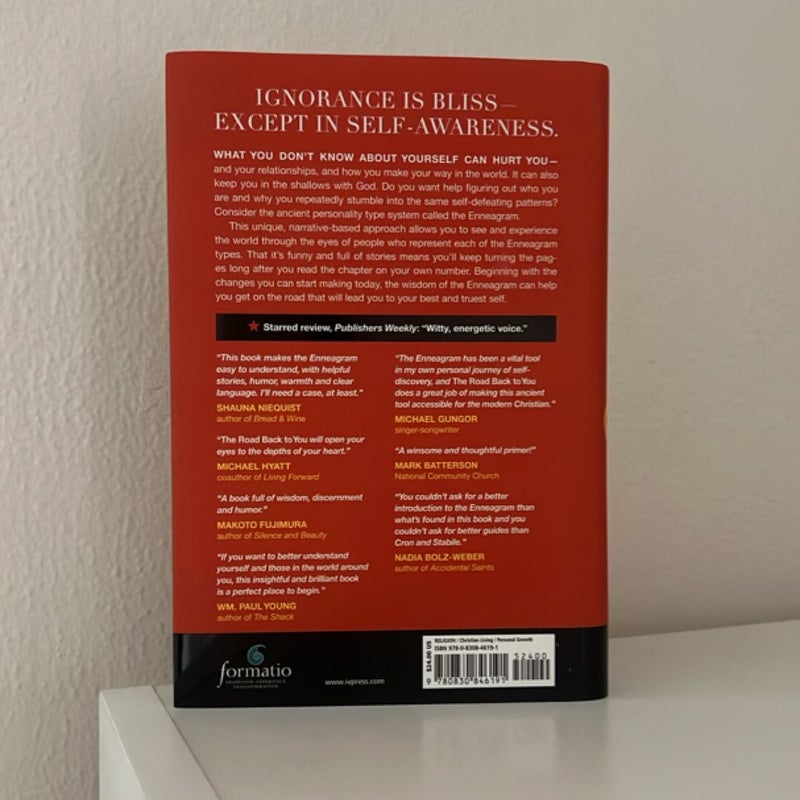 IGNORANCE IS BLISS—
EXCEPT IN SELF-AWARENESS.
WHAT YOU DON'T KNOW ABOUT YOURSELF CAN HURT YOU—
and your relationships, and how you make your way in the world. It can also
keep you in the shallows with God. Do you want help figuring out who you
are and why you repeatedly stumble into the same self-defeating patterns?
Consider the ancient personality type system called the Enneagram.
This unique, narrative-based approach allows you to see and experience
the world through the eyes of people who represent each of the Enneagram
types. That it's funny and full of stories means you'll keep turning the pag-
es long after you read the chapter on your own number. Beginning with the
changes you can start making today, the wisdom of the Enneagram can help
you get on the road that will lead you to your best and truest self.
★ Starred review, Publishers Weekly: "Witty, energetic voice."
"This book makes the Enneagram
easy to understand, with helpful
stories, humor, warmth and clear
language. I'll need a case, at least."
SHAUNA NIEQUIST
author of Bread & Wine
"The Road Back to You will open your
eyes to the depths of your heart."
MICHAEL HYATT
coauthor of Living Forward
"A book full of wisdom, discernment
and humor."
MAKOTO FUJIMURA
author of Silence and Beauty
"If you want to better understand
yourself and those in the world around
you, this insightful and brilliant book
is a perfect place to begin."
WM. PAUL YOUNG
author of The Shack
"The Enneagram has been a vital tool
in my own personal journey of self-
discovery, and The Road Back to You
does a great job of making this ancient
tool accessible for the modern Christian."
MICHAEL GUNGOR
singer-songwriter
"A winsome and thoughtful primer!"
MARK BATTERSON
National Community Church
"You couldn't ask for a better
introduction to the Enneagram than
what's found in this book and you
couldn't ask for better guides than
Cron and Stabile."
NADIA BOLZ-WEBER
author of Accidental Saints
formatio
TRANSFORMATION
www.ivpress.com
RELIGION / Christian Living / Personal Growth
ISBN 978-0-8308-4619-1
$24.00 US
52400
9 780830 846191